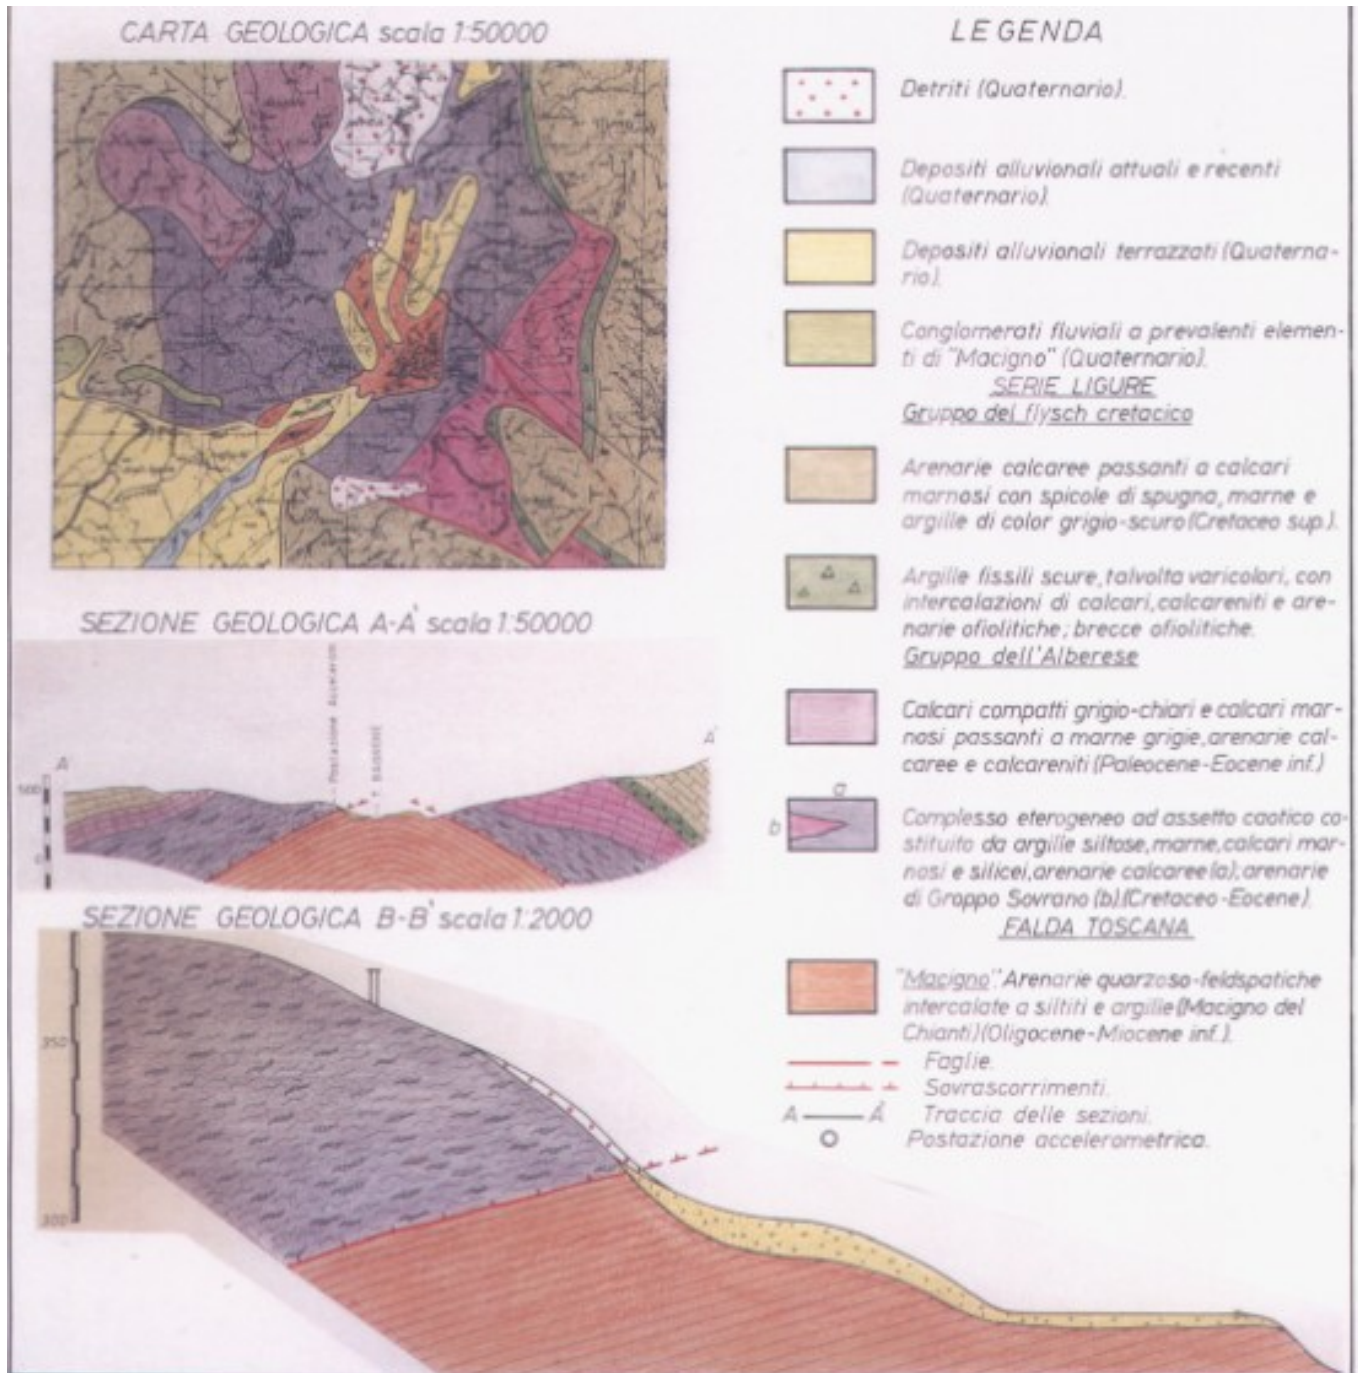 CARTA GEOLOGICA scala 1:50000
SEZIONE GEOLOGICA A-A' scala 1:50000
A
A'
500
0
SEZIONE GEOLOGICA B-B' scala 1:2000
350
300
LEGENDA
Detriti (Quaternario).
Depositi alluvionali attuali e recenti
(Quaternario).
Depositi alluvionali terrazzati (Quaterna-
rio).
Conglomerati fluviali a prevalenti elemen-
ti di "Macigno" (Quaternario).
SERIE LIGURE
Gruppo del flysch cretacico
Arenarie calcaree passanti a calcari
marnosi con spicole di spugna, marne e
argille di color grigio-scuro (Cretaceo sup.).
Argille fissili scure, talvolta varicolori, con
intercalazioni di calcari, calcareniti e are-
narie ofiolitiche; brecce ofiolitiche.
Gruppo dell'Alberese
Calcari compatti grigio-chiari e calcari mar-
nosi passanti a marne grigie, arenarie cal-
caree e calcareniti (Paleocene-Eocene inf.)
a
b
Complesso eterogeneo ad assetto caotico co-
stituito da argille siltose, marne, calcari mar-
nosi e silicei, arenarie calcaree (a); arenarie
di Groppo Sovrano (b). (Cretaceo-Eocene).
FALDA TOSCANA
"Macigno". Arenarie quarzoso-feldspatiche
intercalate a siltiti e argille (Macigno del
Chianti) (Oligocene-Miocene inf.).
Faglie.
Sovrascorrimenti.
A A' Traccia delle sezioni.
Postazione accelerometrica.